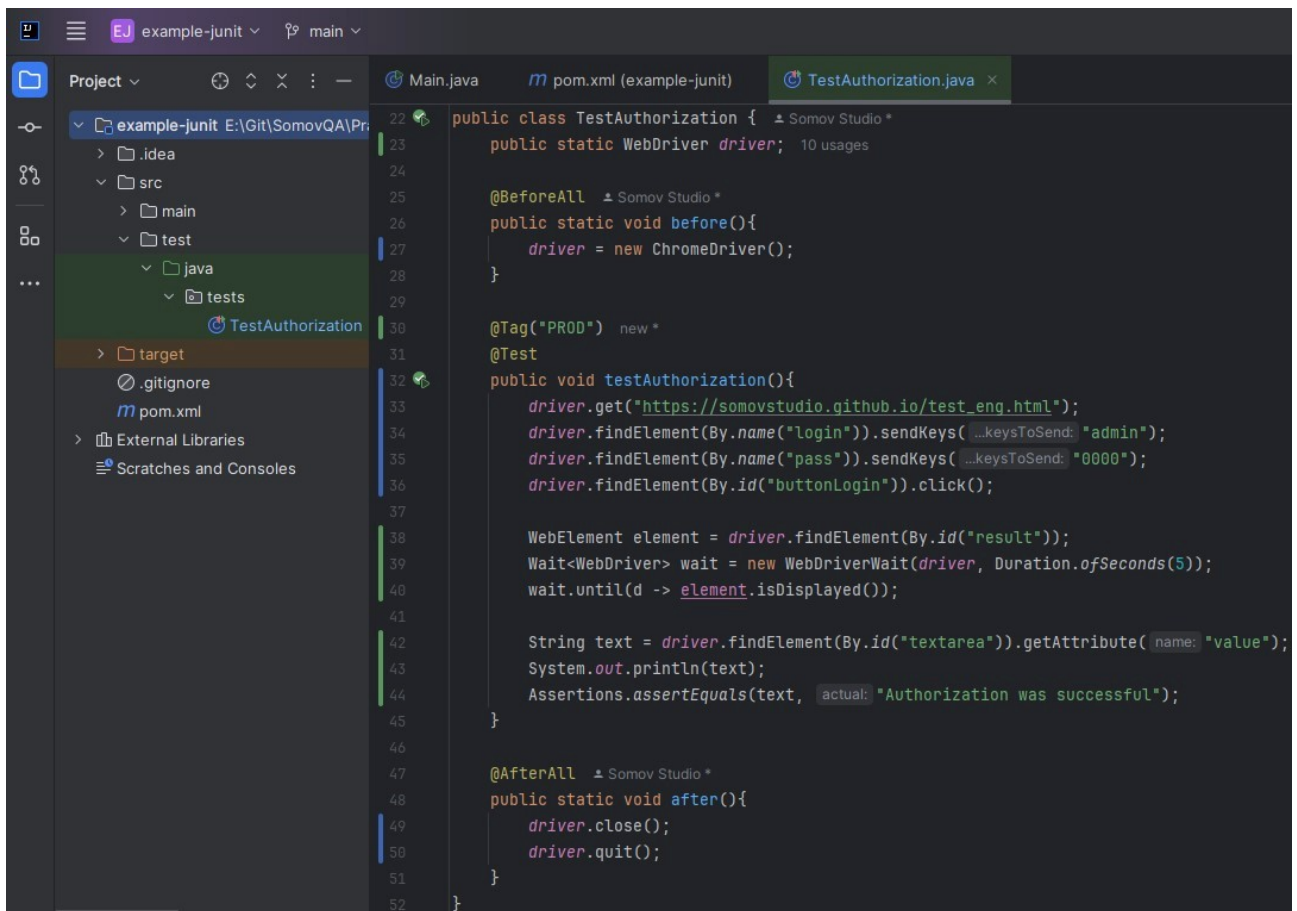 EJ example-junit main
Project
Main.java
m pom.xml (example-junit)
TestAuthorization.java
example-junit E:\Git\SomovQA\Pra
.idea
src
main
test
java
tests
TestAuthorization
target
.gitignore
m pom.xml
External Libraries
Scratches and Consoles
22 public class TestAuthorization { Somov Studio *
23 public static WebDriver driver; 10 usages
24
25 @BeforeAll Somov Studio *
26 public static void before(){
27 driver = new ChromeDriver();
28 }
29
30 @Tag("PROD") new *
31 @Test
32 public void testAuthorization(){
33 driver.get("https://somovstudio.github.io/test_eng.html");
34 driver.findElement(By.name("login")).sendKeys( ...keysToSend: "admin");
35 driver.findElement(By.name("pass")).sendKeys( ...keysToSend: "0000");
36 driver.findElement(By.id("buttonLogin")).click();
37
38 WebElement element = driver.findElement(By.id("result"));
39 Wait<WebDriver> wait = new WebDriverWait(driver, Duration.ofSeconds(5));
40 wait.until(d -> element.isDisplayed());
41
42 String text = driver.findElement(By.id("textarea")).getAttribute( name: "value");
43 System.out.println(text);
44 Assertions.assertEquals(text, actual: "Authorization was successful");
45 }
46
47 @AfterAll Somov Studio *
48 public static void after(){
49 driver.close();
50 driver.quit();
51 }
52 }